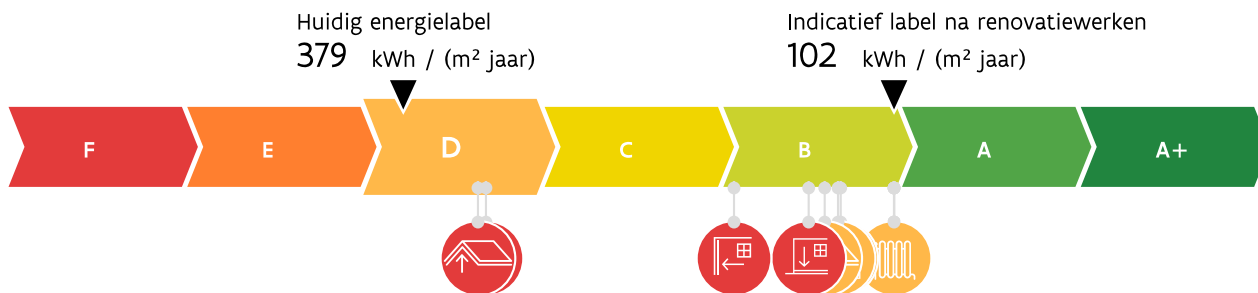 Huidig energielabel
379 kWh / (m² jaar)
Indicatief label na renovatiewerken
102 kWh / (m² jaar)
F E D C B A A+